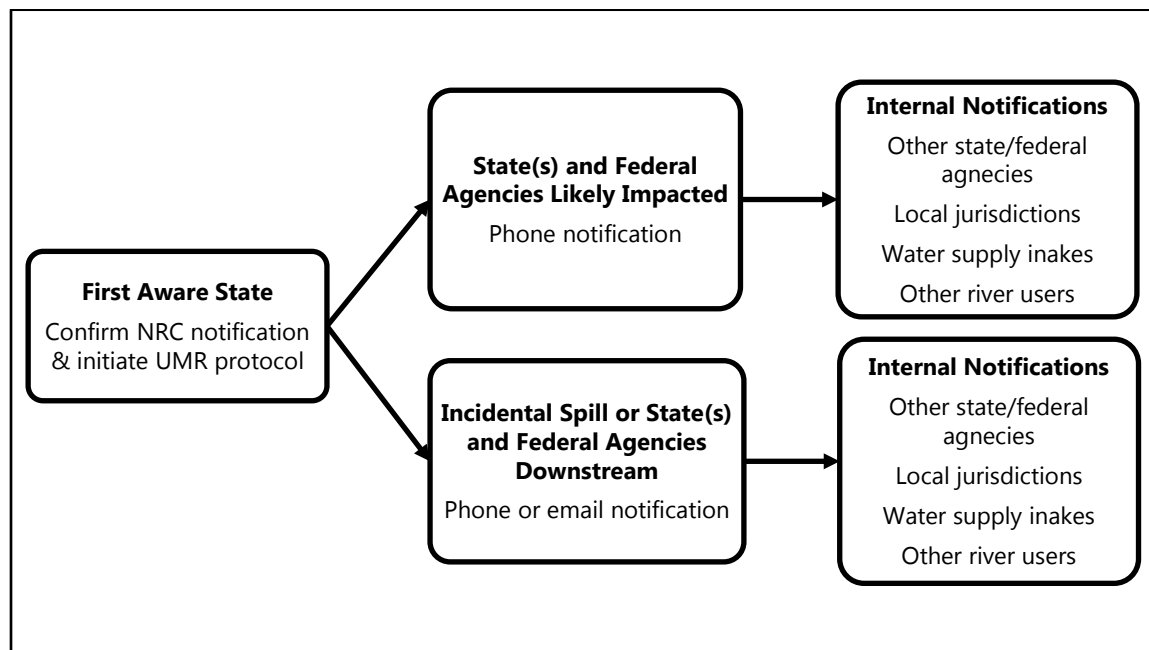 First Aware State
Confirm NRC notification
& initiate UMR protocol
State(s) and Federal
Agencies Likely Impacted
Phone notification
Internal Notifications
Other state/federal
agnecies
Local jurisdictions
Water supply inakes
Other river users
Incidental Spill or State(s)
and Federal Agencies
Downstream
Phone or email notification
Internal Notifications
Other state/federal
agnecies
Local jurisdictions
Water supply inakes
Other river users